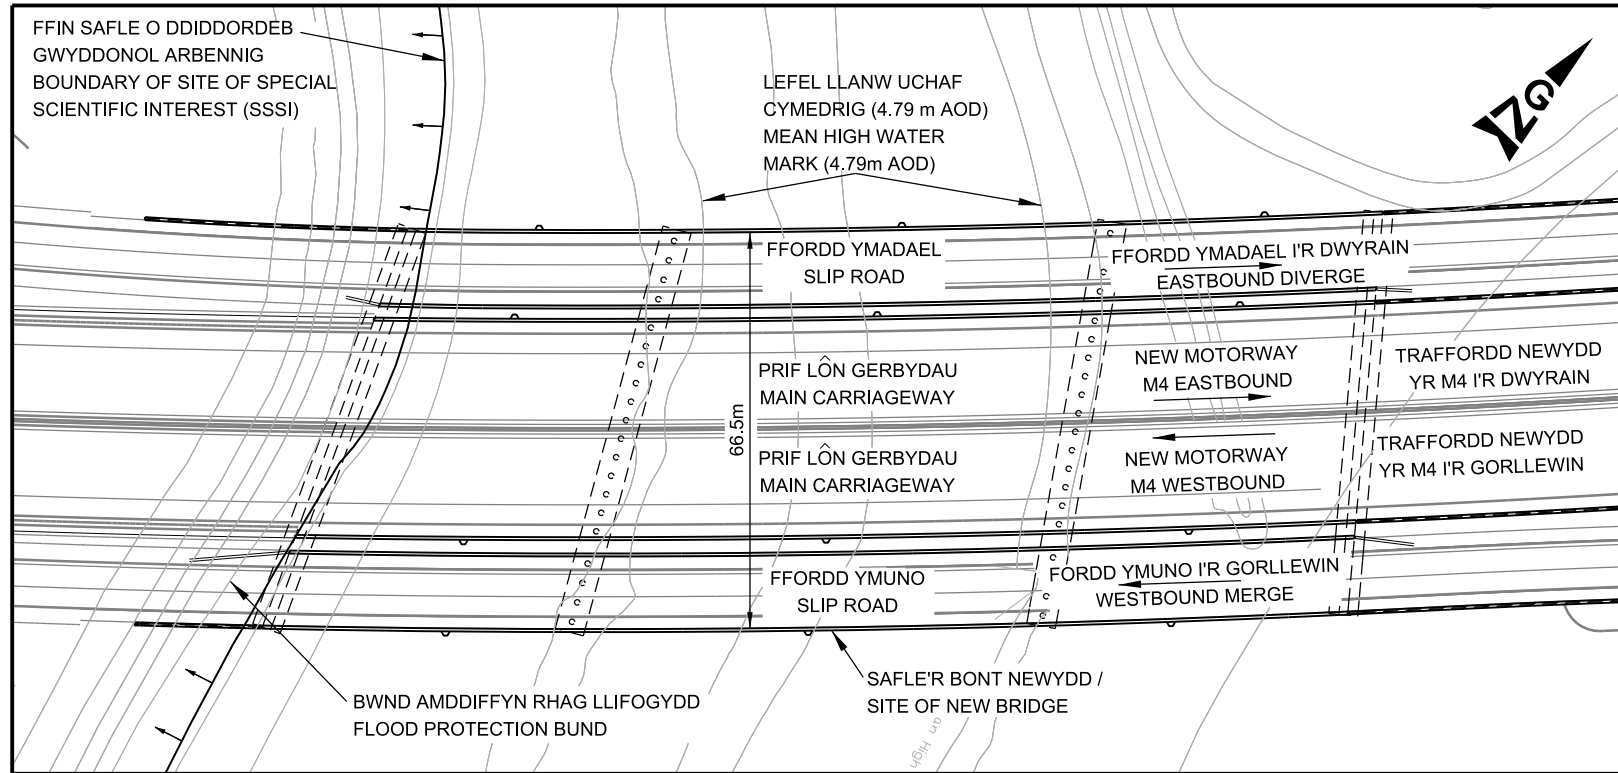 FFIN SAFLE O DDIDDORDEB
GWYDDONOL ARBENNIG
BOUNDARY OF SITE OF SPECIAL
SCIENTIFIC INTEREST (SSSI)
LEFEL LLANW UCHAF
CYMEDRIG (4.79 m AOD)
MEAN HIGH WATER
MARK (4.79m AOD)
NG
FFORDD YMADAEL
SLIP ROAD
FFORDD YMADAEL I'R DWYRAIN
EASTBOUND DIVERGE
PRIF LÔN GERBYDAU
MAIN CARRIAGEWAY
NEW MOTORWAY
M4 EASTBOUND
TRAFFORDD NEWYDD
YR M4 I'R DWYRAIN
66.5m
PRIF LÔN GERBYDAU
MAIN CARRIAGEWAY
NEW MOTORWAY
M4 WESTBOUND
TRAFFORDD NEWYDD
YR M4 I'R GORLLEWIN
FFORDD YMUNO
SLIP ROAD
FORDD YMUNO I'R GORLLEWIN
WESTBOUND MERGE
SAFLE'R BONT NEWYDD /
SITE OF NEW BRIDGE
BWND AMDDIFFYN RHAG LLIFOGYDD
FLOOD PROTECTION BUND
an High